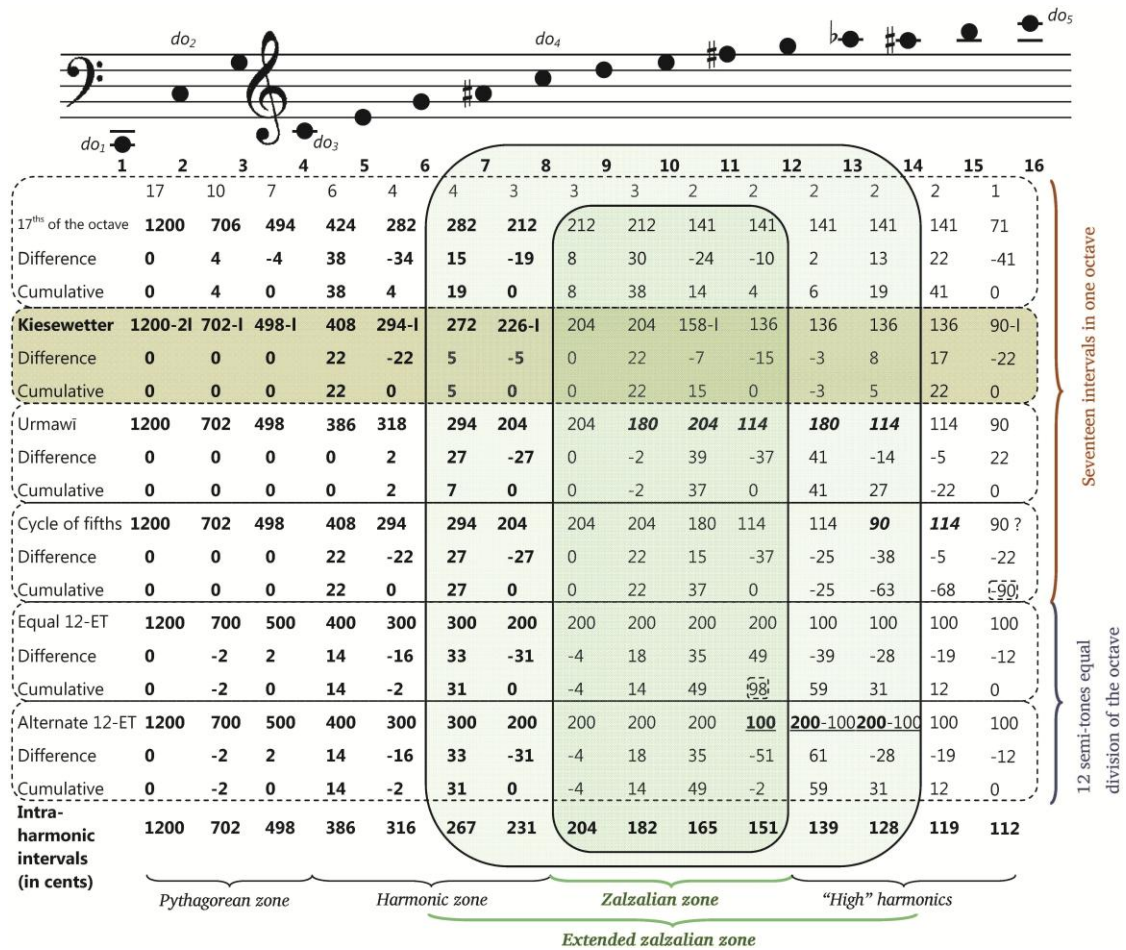 do₂ do₄ do₅
do₁ do₃
1 2 3 4 5 6 7 8 9 10 11 12 13 14 15 16
17 10 7 6 4 4 3 3 3 2 2 2 2 2 1
17ths of the octave 1200 706 494 424 282 282 212 212 212 141 141 141 141 141 71
Difference 0 4 -4 38 -34 15 -19 8 30 -24 -10 2 13 22 -41
Cumulative 0 4 0 38 4 19 0 8 38 14 4 6 19 41 0
Kiesewetter 1200-2l 702-l 498-l 408 294-l 272 226-l 204 204 158-l 136 136 136 136 90-l
Difference 0 0 0 22 -22 5 -5 0 22 -7 -15 -3 8 17 -22
Cumulative 0 0 0 22 0 5 0 0 22 15 0 -3 5 22 0
Urmawī 1200 702 498 386 318 294 204 204 180 204 114 180 114 114 90
Difference 0 0 0 0 2 27 -27 0 -2 39 -37 41 -14 -5 22
Cumulative 0 0 0 0 2 7 0 0 -2 37 0 41 27 -22 0
Cycle of fifths 1200 702 498 408 294 294 204 204 204 180 114 114 90 114 90 ?
Difference 0 0 0 22 -22 27 -27 0 22 15 -37 -25 -38 -5 -22
Cumulative 0 0 0 22 0 27 0 0 22 37 0 -25 -63 -68 -90
Equal 12-ET 1200 700 500 400 300 300 200 200 200 200 200 100 100 100 100
Difference 0 -2 2 14 -16 33 -31 -4 18 35 49 -39 -28 -19 -12
Cumulative 0 -2 0 14 -2 31 0 -4 14 49 98 59 31 12 0
Alternate 12-ET 1200 700 500 400 300 300 200 200 200 200 100 200-100 200-100 100 100
Difference 0 -2 2 14 -16 33 -31 -4 18 35 -51 61 -28 -19 -12
Cumulative 0 -2 0 14 -2 31 0 -4 14 49 -2 59 31 12 0
Intra-
harmonic 1200 702 498 386 316 267 231 204 182 165 151 139 128 119 112
intervals
(in cents)
Pythagorean zone Harmonic zone Zalzalian zone “High” harmonics
Extended zalzalian zone
Seventeen intervals in one octave
12 semi-tones equal
division of the octave